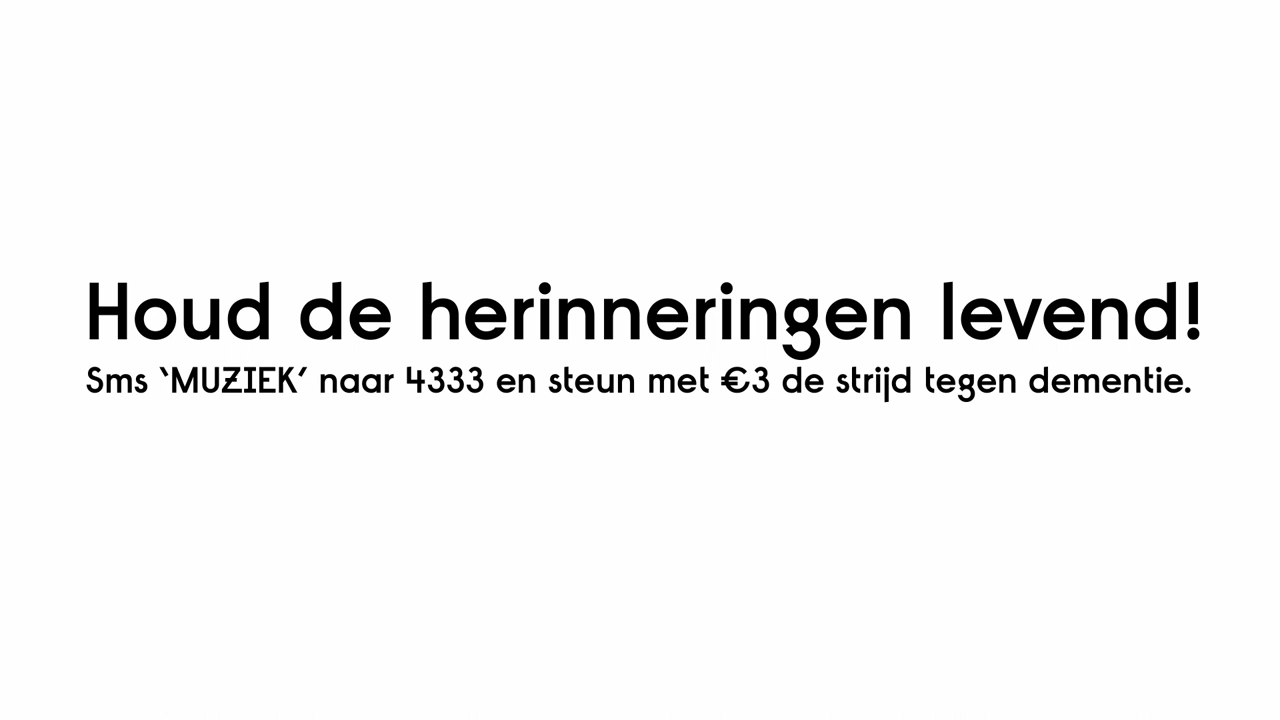 Houd de herinneringen levend!
Sms ‘MUZIEK’ naar 4333 en steun met €3 de strijd tegen dementie.